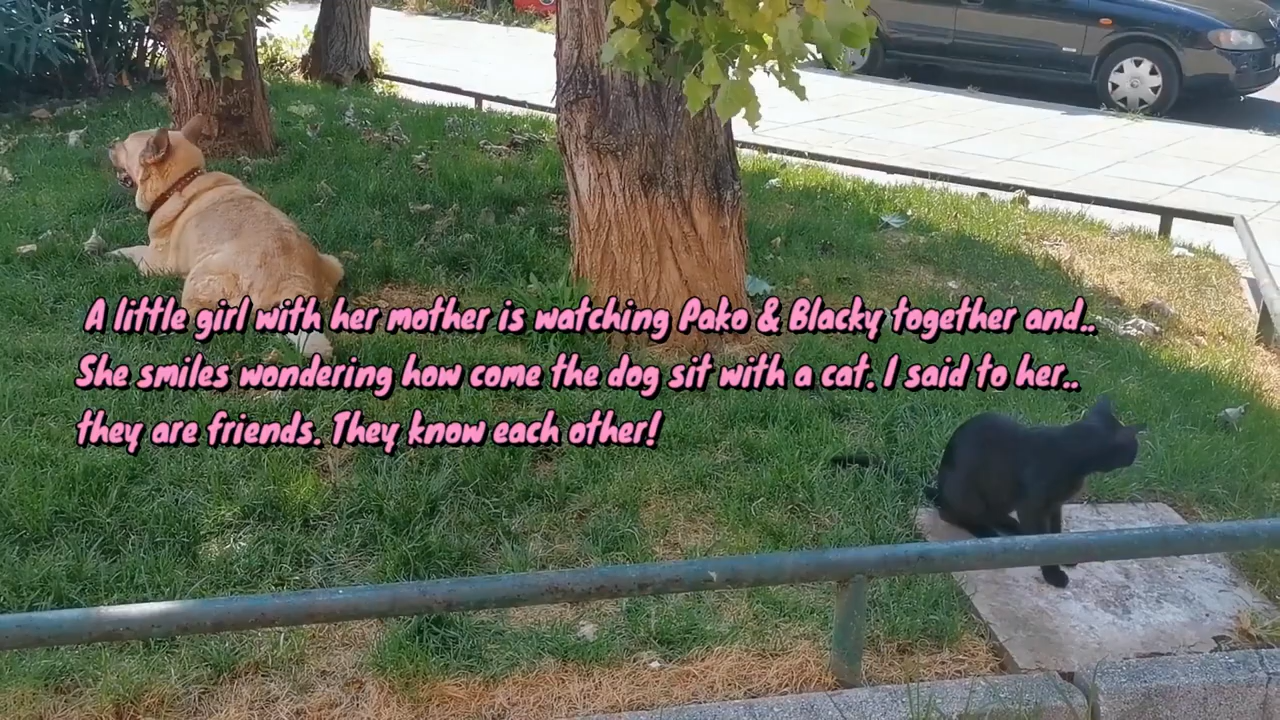 A little girl with her mother is watching Pako & Blacky together and..
She smiles wondering how come the dog sit with a cat. I said to her..
they are friends. They know each other!